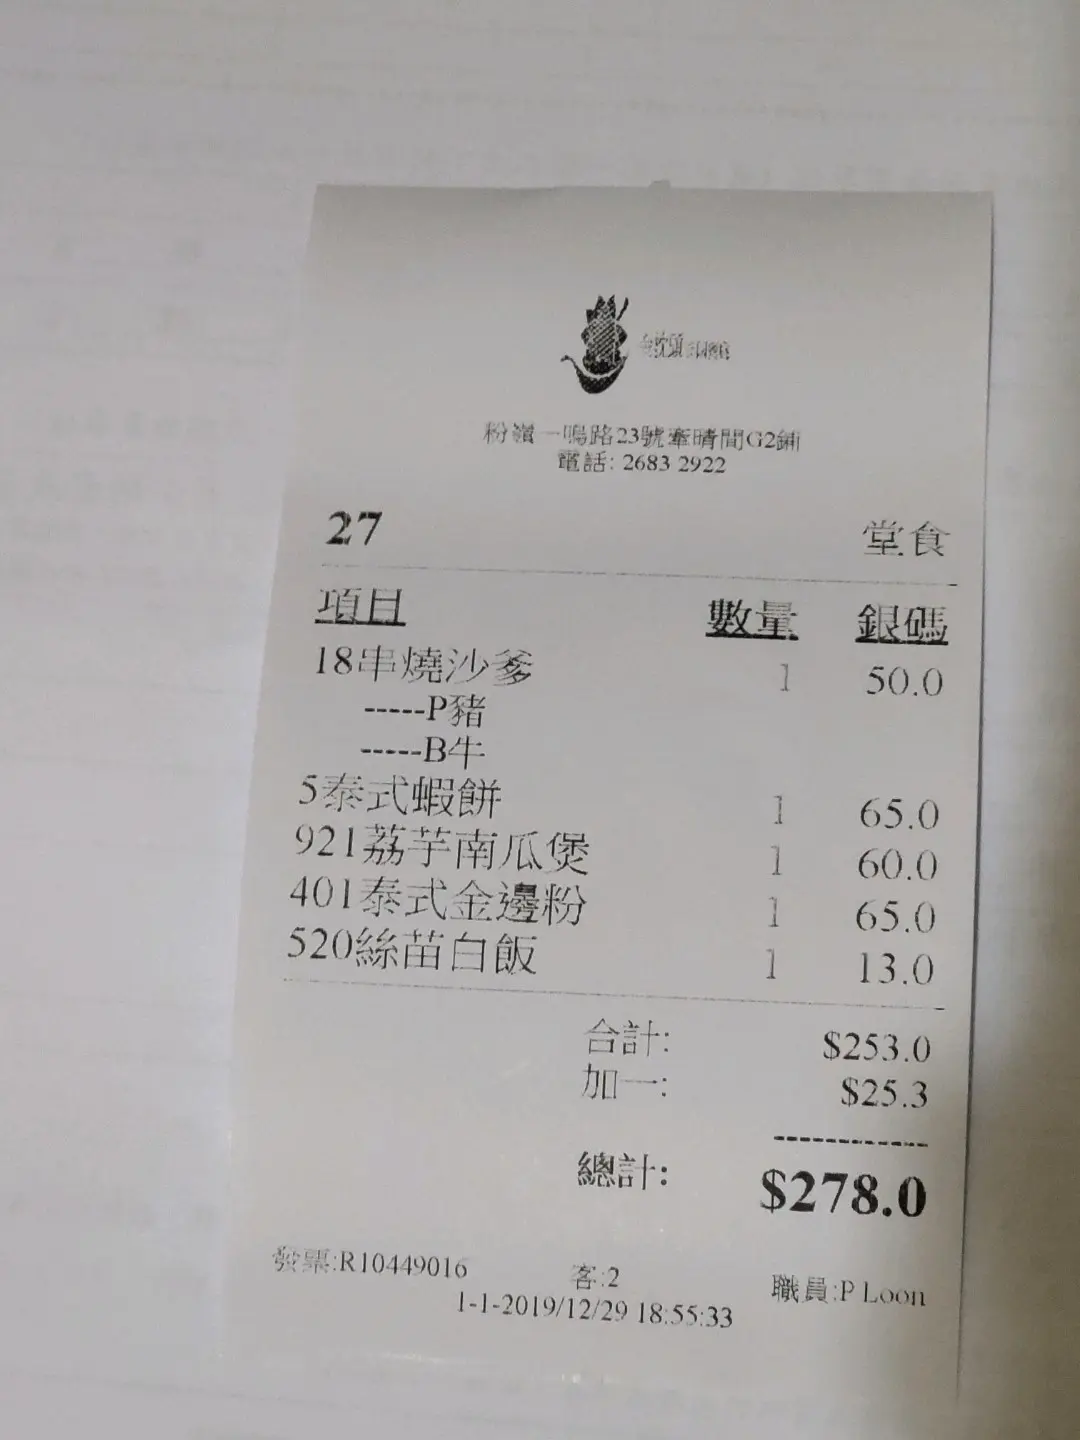 粉嶺一鳴路23號牽晴間G2鋪
電話: 2683 2922
27 堂食
項目 數量 銀碼
18串燒沙爹 1 50.0
-----P豬
-----B牛
5泰式蝦餅 1 65.0
921荔芋南瓜煲 1 60.0
401泰式金邊粉 1 65.0
520絲苗白飯 1 13.0
合計: $253.0
加一: $25.3
------------
總計: $278.0
發票:R10449016 客:2 職員:P Loon
1-1-2019/12/29 18:55:33